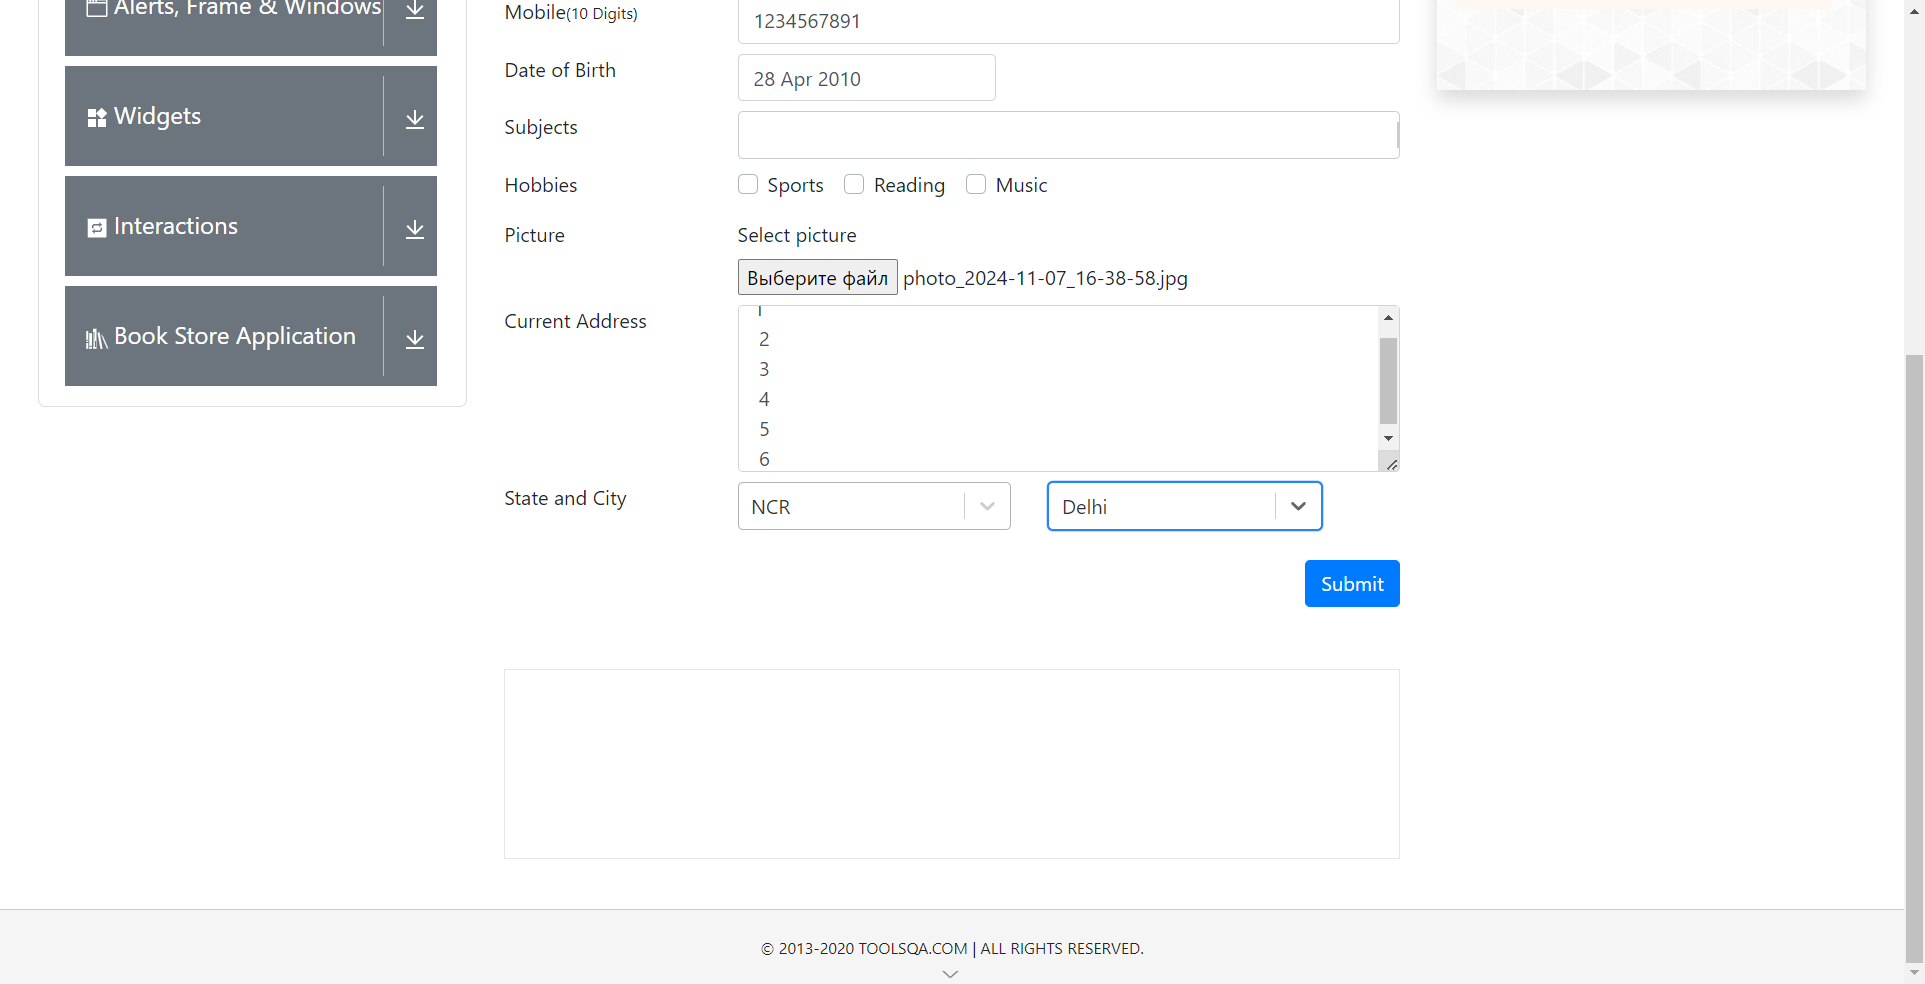 Alerts, Frame & Windows
Widgets
Interactions
Book Store Application
Mobile(10 Digits)
1234567891
Date of Birth
28 Apr 2010
Subjects
Hobbies
Sports
Reading
Music
Picture
Select picture
Выберите файл photo_2024-11-07_16-38-58.jpg
Current Address
2
3
4
5
6
State and City
NCR
Delhi
Submit
© 2013-2020 TOOLSQA.COM | ALL RIGHTS RESERVED.